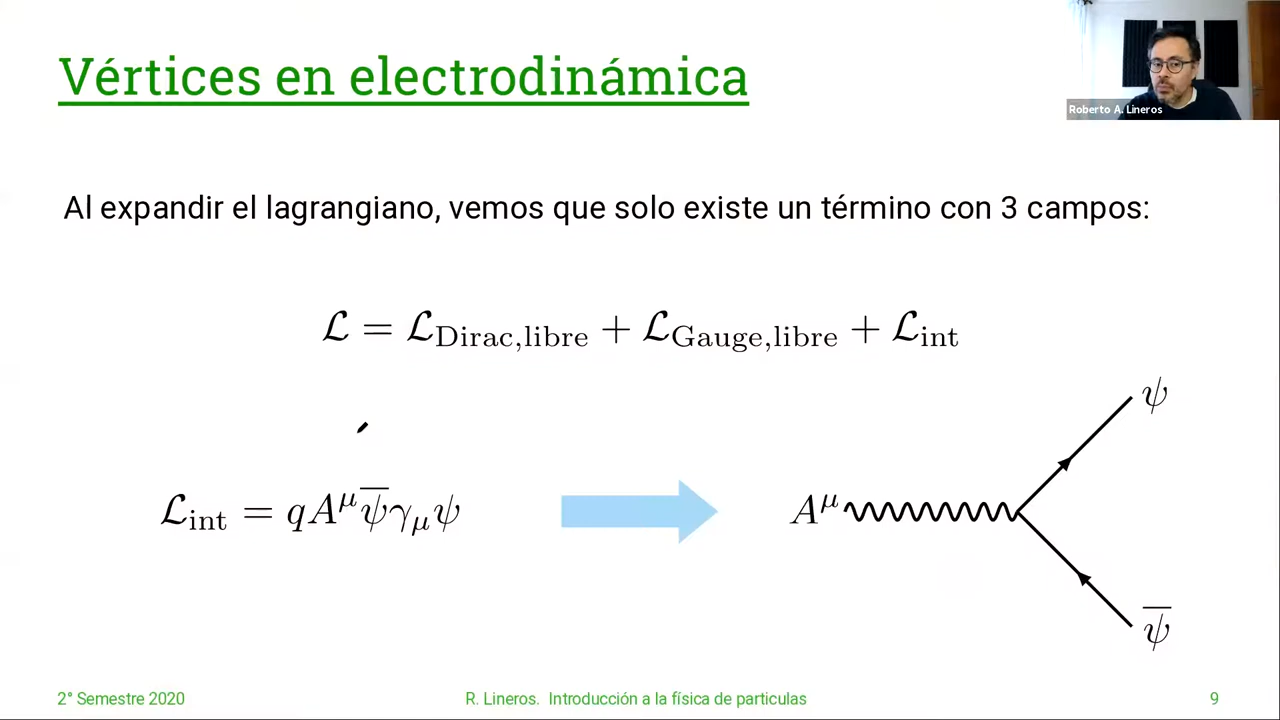 Vértices en electrodinámica
Roberto A. Lineros
Al expandir el lagrangiano, vemos que solo existe un término con 3 campos:
ℒ = ℒ_Dirac,libre + ℒ_Gauge,libre + ℒ_int
ψ
ℒ_int = qA^μ ψ̅γ_μψ
A^μ
ψ̅
2° Semestre 2020
R. Lineros. Introducción a la física de particulas
9